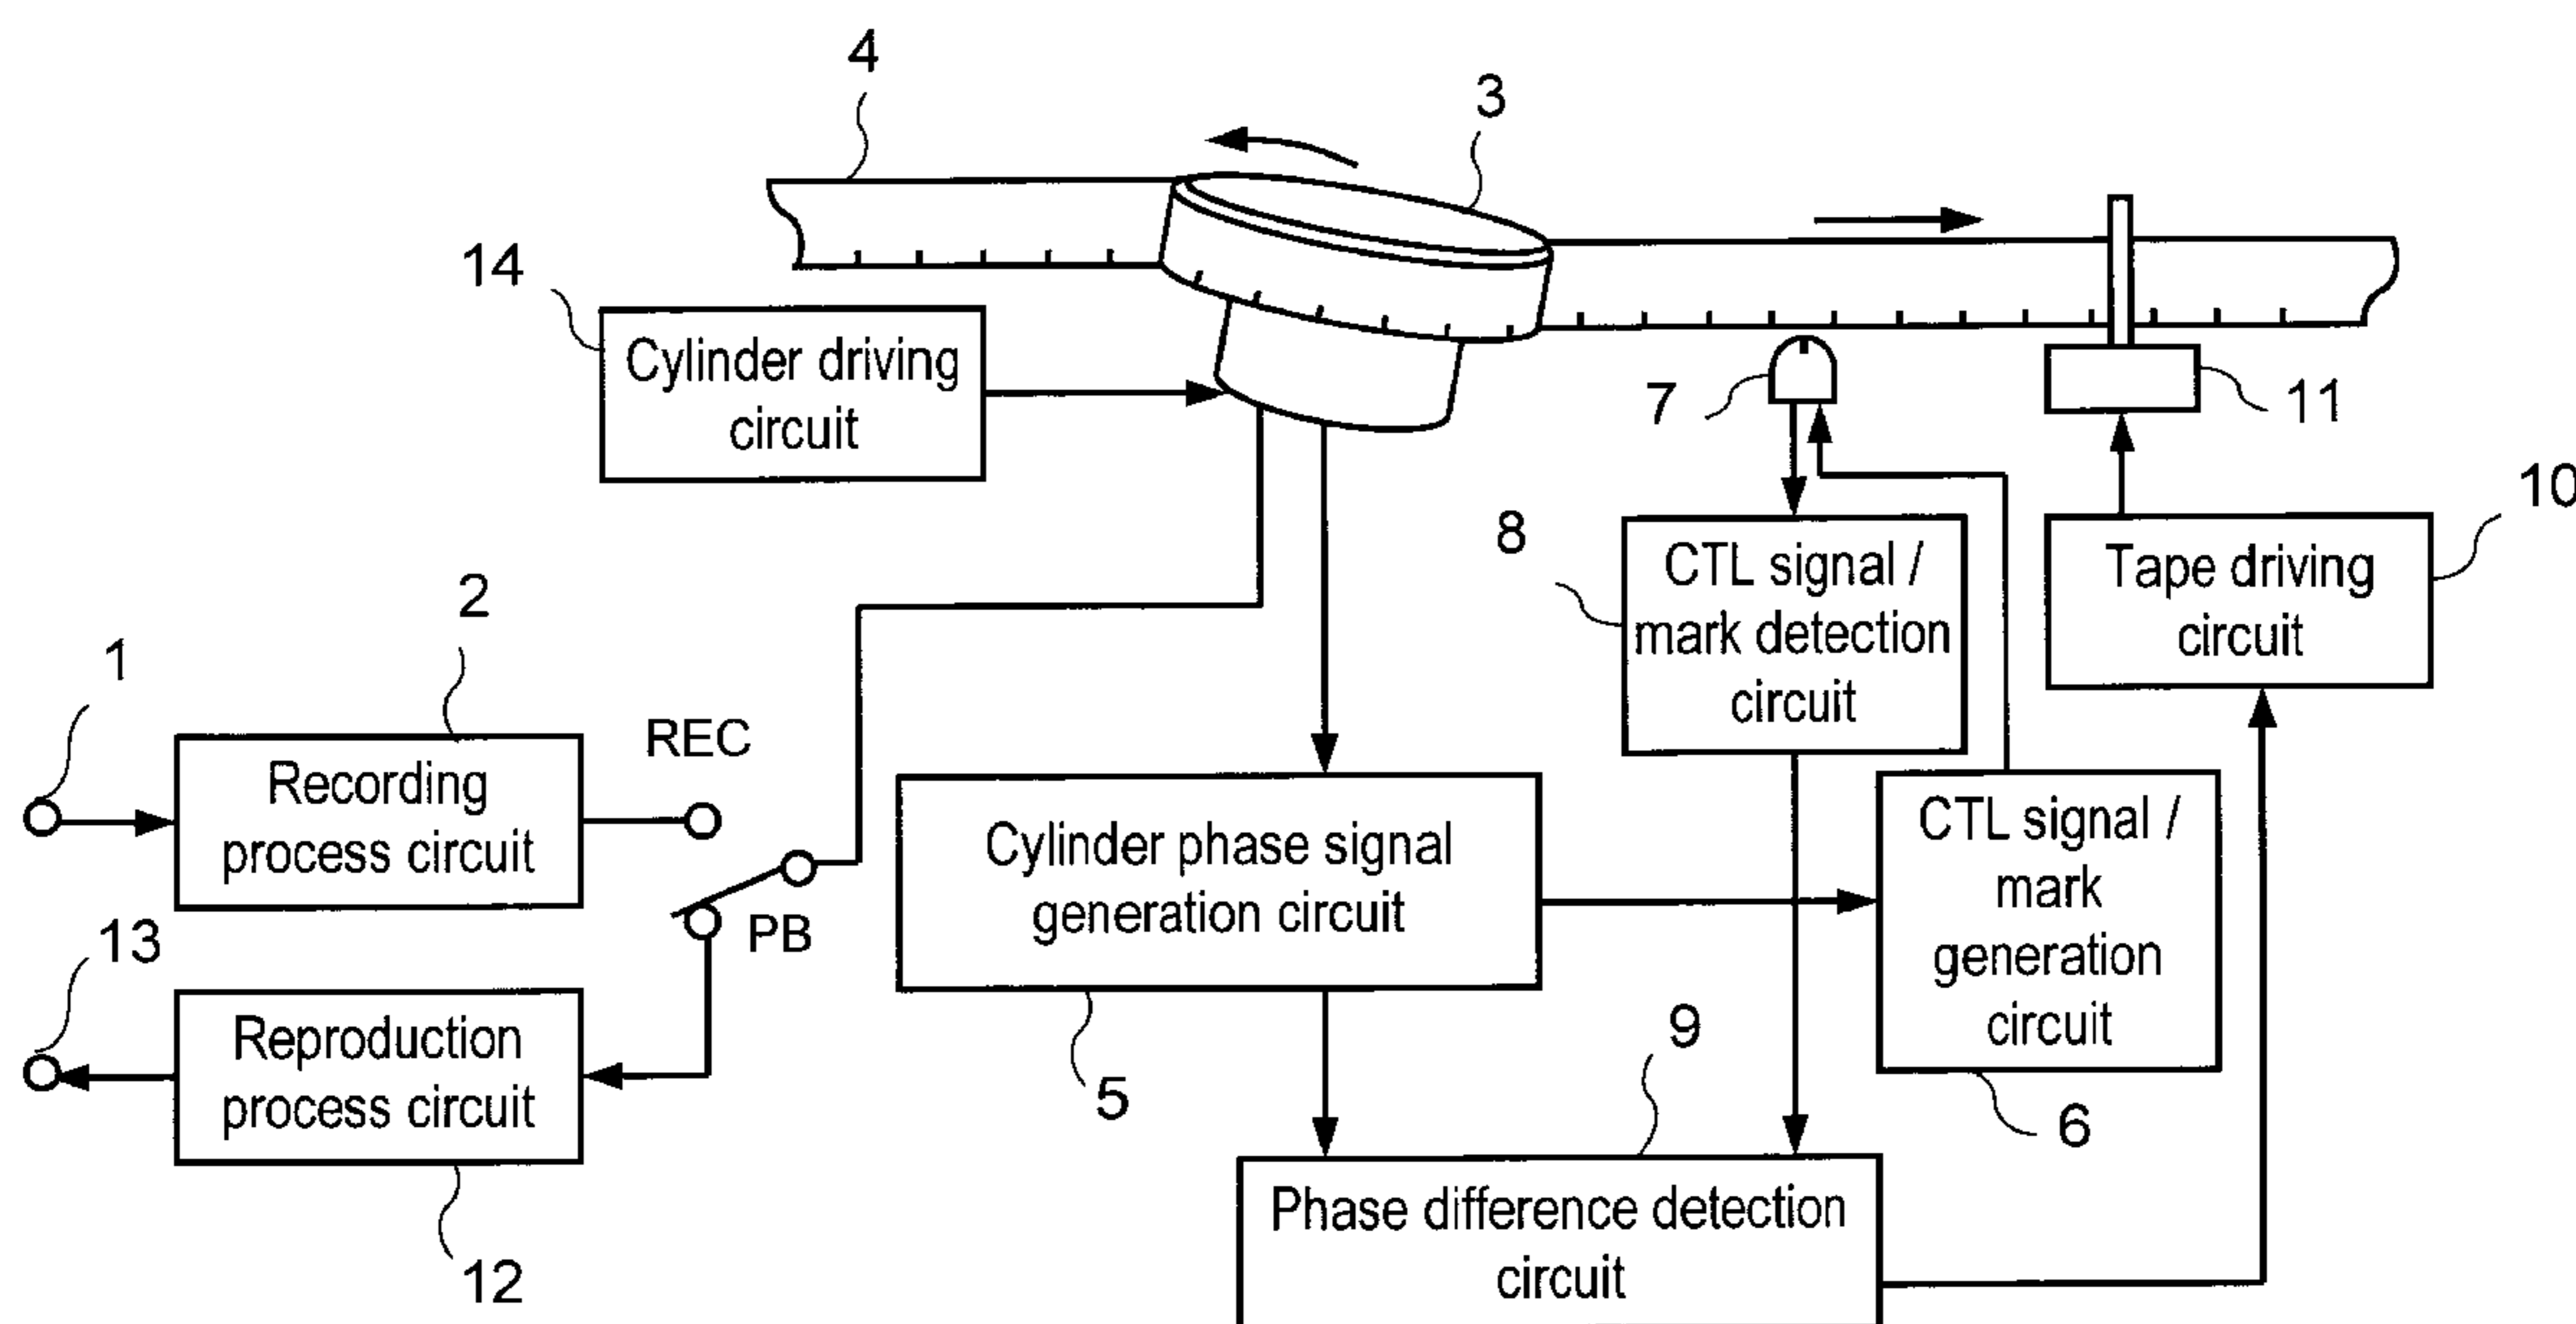 4
3
14
Cylinder driving
circuit
7
11
10
8
CTL signal /
mark detection
circuit
Tape driving
circuit
2
1
REC
Recording
process circuit
PB
Cylinder phase signal
generation circuit
CTL signal /
mark
generation
circuit
13
Reproduction
process circuit
5
9
6
12
Phase difference detection
circuit